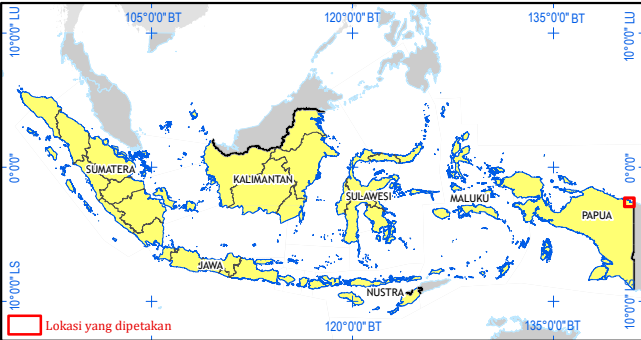 105°0'0"BT
120°0'0"BT
135°0'0"BT
10°0'0" LU
10°0'0" LU
0°0'0"
0°0'0"
SUMATERA
KALIMANTAN
SULAWESI
MALUKU
PAPUA
JAWA
NUSTRA
10°0'0" LS
10°0'0" LS
Lokasi yang dipetakan
120°0'0"BT
135°0'0"BT